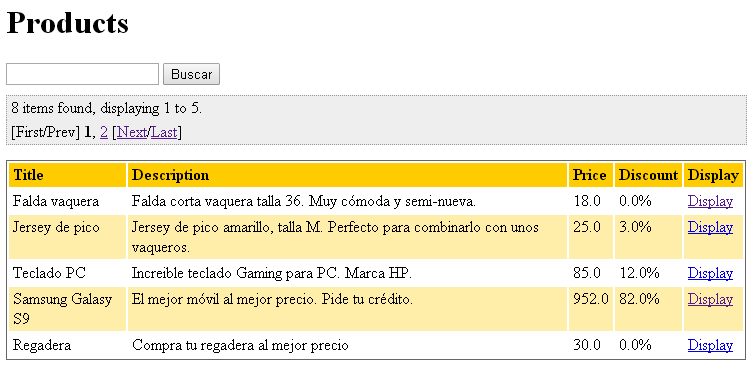 Products
Buscar
8 items found, displaying 1 to 5.
[First/Prev] 1, 2 [Next/Last]
Title Description Price Discount Display
Falda vaquera Falda corta vaquera talla 36. Muy cómoda y semi-nueva. 18.0 0.0% Display
Jersey de pico Jersey de pico amarillo, talla M. Perfecto para combinarlo con unos 25.0 3.0% Display
vaqueros.
Teclado PC Increible teclado Gaming para PC. Marca HP. 85.0 12.0% Display
Samsung Galasy El mejor móvil al mejor precio. Pide tu crédito. 952.0 82.0% Display
S9
Regadera Compra tu regadera al mejor precio 30.0 0.0% Display